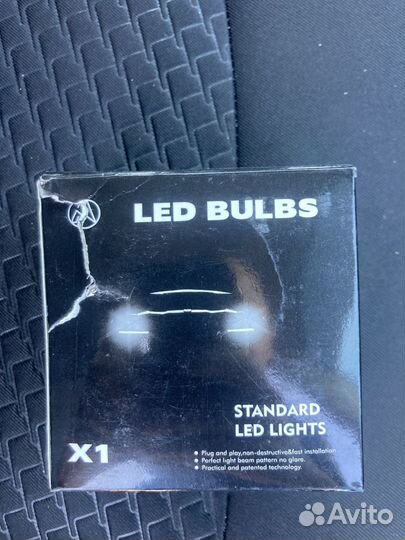 LED BULBS
STANDARD
LED LIGHTS
X1
• Plug and play,non-destructive&fast installation
• Perfect light beam pattern no glare.
• Practical and patented technology.
Avito